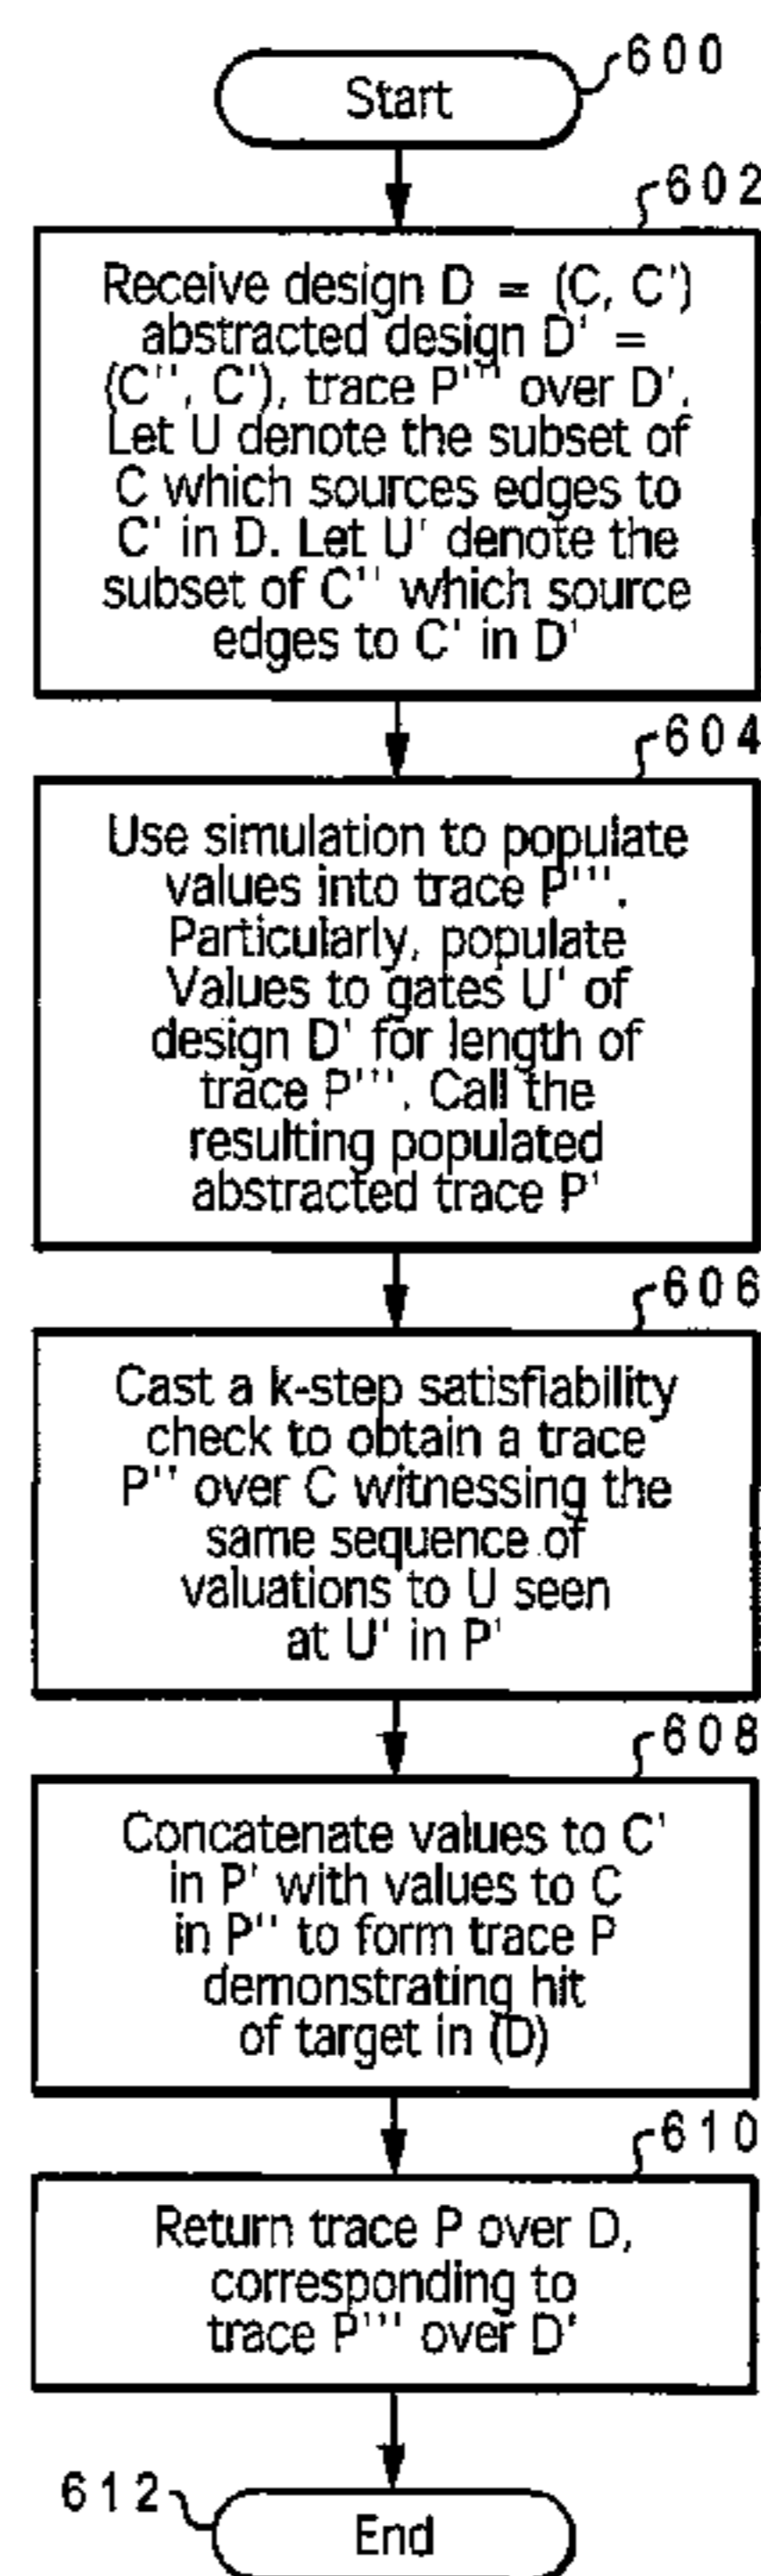 600
Start
602
Receive design D = (C, C')
abstracted design D' =
(C'', C'), trace P''' over D'.
Let U denote the subset of
C which sources edges to
C' in D. Let U' denote the
subset of C'' which source
edges to C' in D'
604
Use simulation to populate
values into trace P'''.
Particularly, populate
Values to gates U' of
design D' for length of
trace P'''. Call the
resulting populated
abstracted trace P'
606
Cast a k-step satisfiability
check to obtain a trace
P'' over C witnessing the
same sequence of
valuations to U seen
at U' in P'
608
Concatenate values to C'
in P' with values to C
in P'' to form trace P
demonstrating hit
of target in (D)
610
Return trace P over D,
corresponding to
trace P''' over D'
612
End